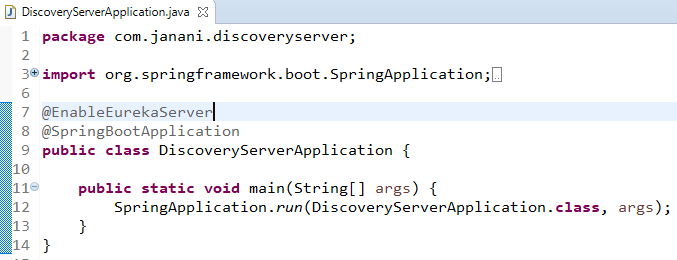 DiscoveryServerApplication.java
1 package com.janani.discoveryserver;
2
3 import org.springframework.boot.SpringApplication;
6
7 @EnableEurekaServer
8 @SpringBootApplication
9 public class DiscoveryServerApplication {
10
11 public static void main(String[] args) {
12 SpringApplication.run(DiscoveryServerApplication.class, args);
13 }
14 }